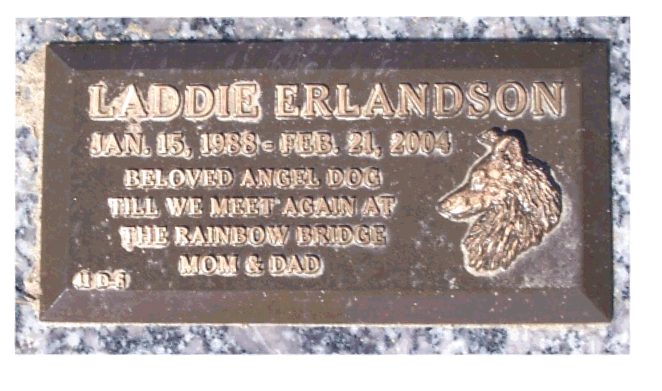 LADDIE ERLANDSON
JAN. 15, 1988 - FEB. 21, 2004
BELOVED ANGEL DOG
TILL WE MEET AGAIN AT
THE RAINBOW BRIDGE
MOM & DAD